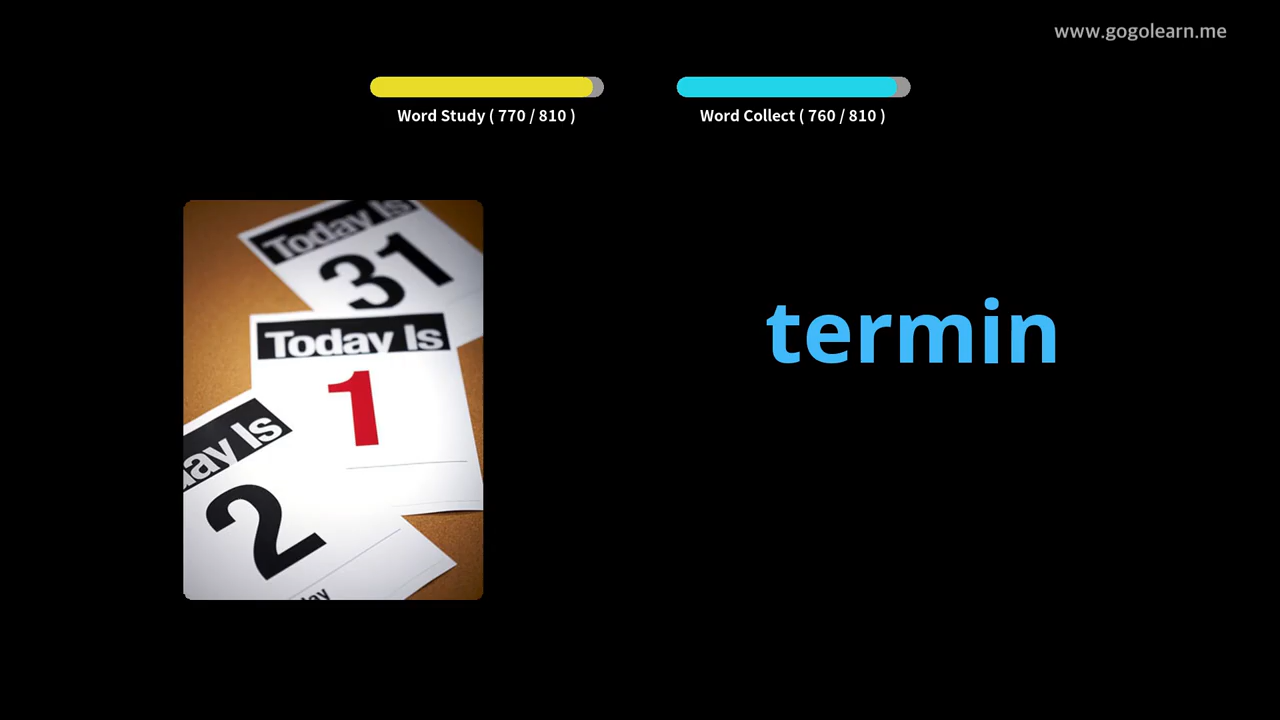 www.gogolearn.me
Word Study ( 770 / 810 )
Word Collect ( 760 / 810 )
Today Is
31
Today Is
1
ay Is
2
termin